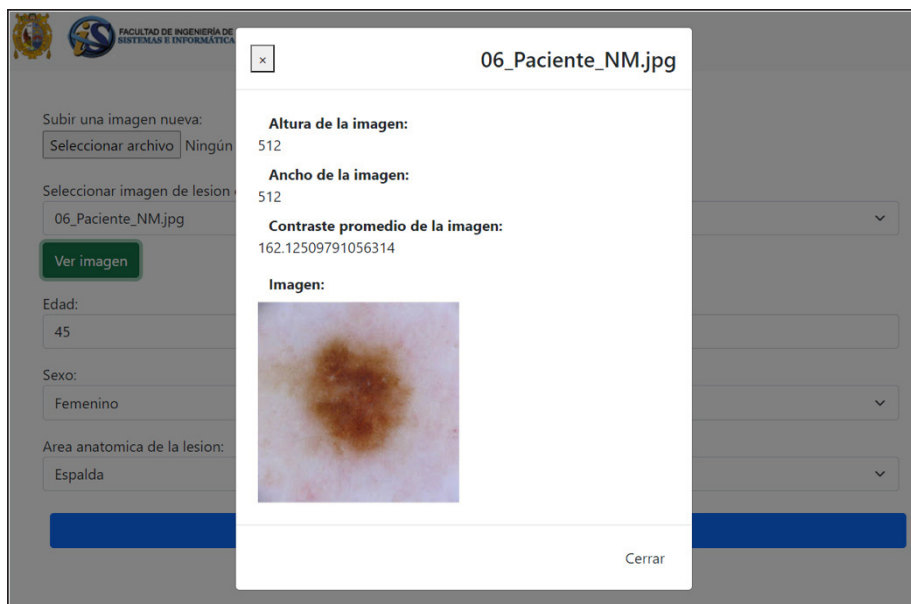 FACULTAD DE INGENIERÍA DE
SISTEMAS E INFORMÁTICA
×
06_Paciente_NM.jpg
Subir una imagen nueva:
Seleccionar archivo Ningún
Seleccionar imagen de lesion
06_Paciente_NM.jpg
Ver imagen
Edad:
45
Sexo:
Femenino
Area anatomica de la lesion:
Espalda
Altura de la imagen:
512
Ancho de la imagen:
512
Contraste promedio de la imagen:
162.12509791056314
Imagen:
Cerrar